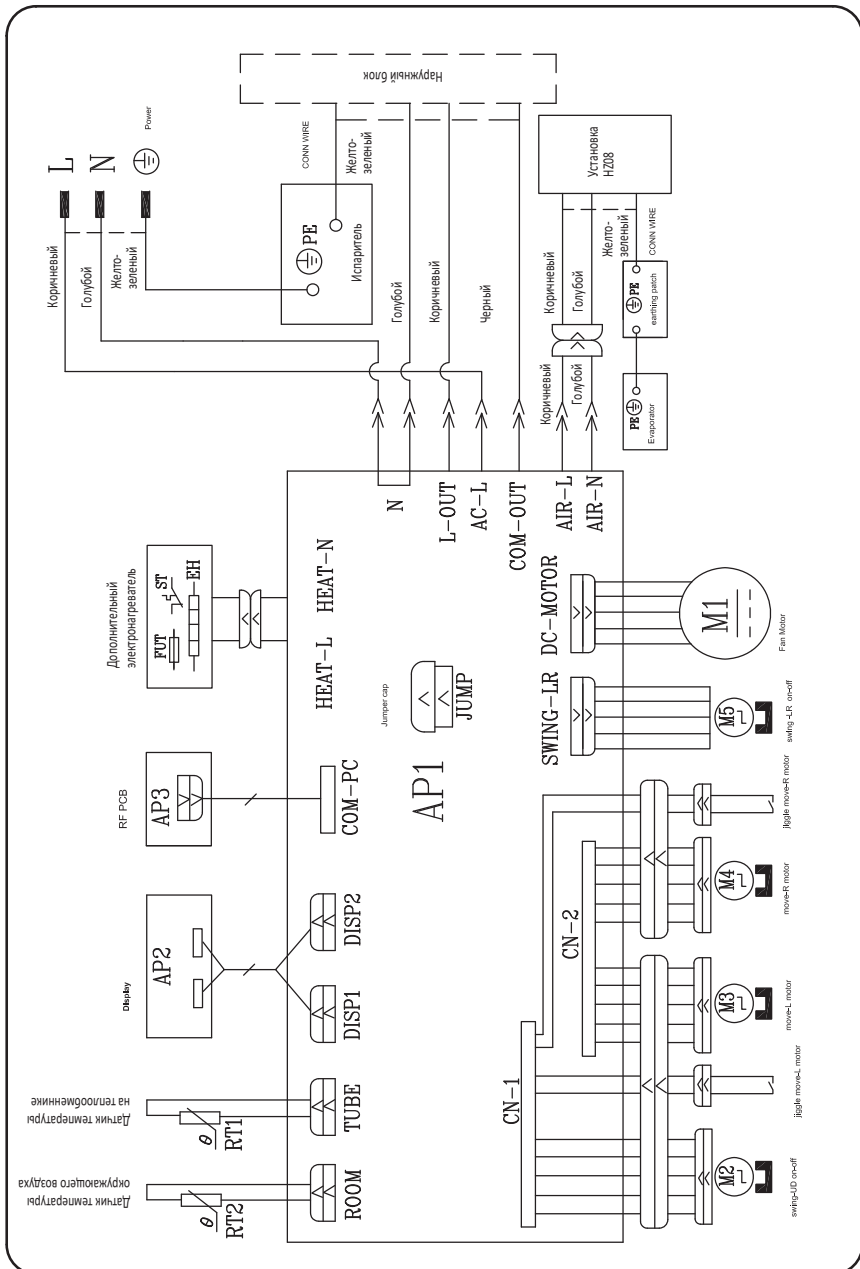 Power
L
N
Коричневый
Голубой
Желто-
зеленый
Наружный блок
CONN WIRE
Желто-
зеленый
PE
Испаритель
Голубой
Коричневый
Черный
Установка
HZ08
Коричневый
Голубой
Желто-
зеленый
CONN WIRE
Коричневый
Голубой
PE
earthing patch
PE
Evaporator
Дополнительный
электронагреватель
FUT
ST
EH
HEAT-L
HEAT-N
N
L-OUT
AC-L
COM-OUT
AIR-L
AIR-N
RF PCB
AP3
COM-PC
Jumper cap
JUMP
AP1
Display
AP2
DISP1
DISP2
Датчик температуры
на теплообменнике
θ
RT1
TUBE
Датчик температуры
окружающего воздуха
θ
RT2
ROOM
DC-MOTOR
M1
Fan Motor
SWING-LR
M5
swing -LR on-off
jiggle move-R motor
CN-2
M4
move-R motor
M3
move-L motor
CN-1
jiggle move-L motor
M2
swing-UD on-off